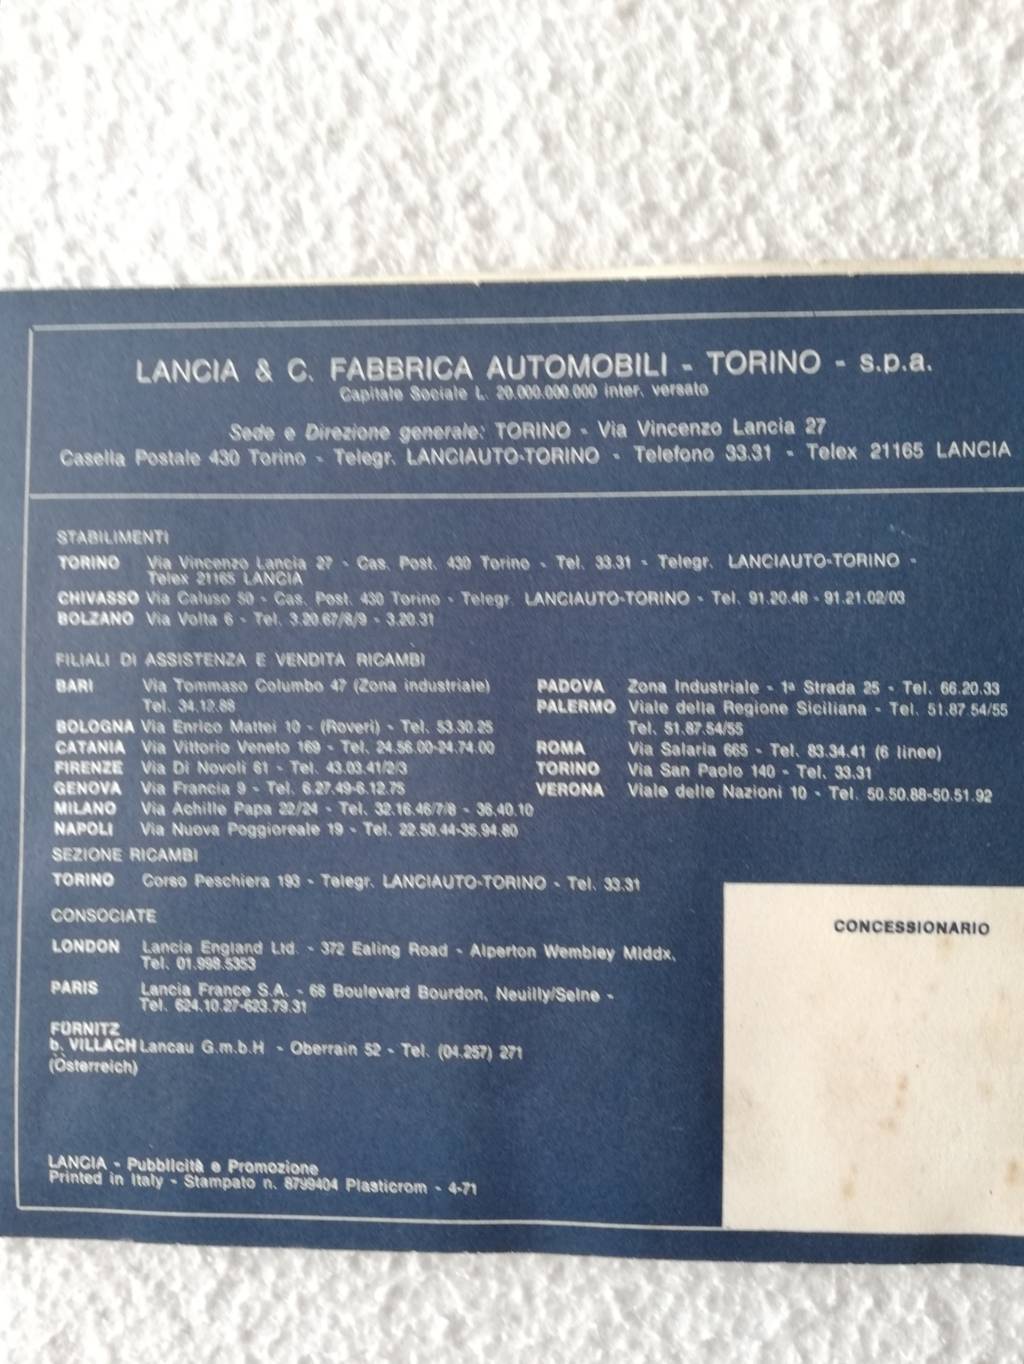 LANCIA & C. FABBRICA AUTOMOBILI - TORINO - s.p.a.
Capitale Sociale L. 20.000.000.000 inter. versato
Sede e Direzione generale: TORINO - Via Vincenzo Lancia 27
Casella Postale 430 Torino - Telegr. LANCIAUTO-TORINO - Telefono 33.31 - Telex 21165 LANCIA
STABILIMENTI
TORINO Via Vincenzo Lancia 27 - Cas. Post. 430 Torino - Tel. 33.31 - Telegr. LANCIAUTO-TORINO -
Telex 21165 LANCIA
CHIVASSO Via Caluso 50 - Cas. Post. 430 Torino - Telegr. LANCIAUTO-TORINO - Tel. 91.20.48 - 91.21.02/03
BOLZANO Via Volta 6 - Tel. 3.20.67/8/9 - 3.20.31
FILIALI DI ASSISTENZA E VENDITA RICAMBI
BARI Via Tommaso Columbo 47 (Zona industriale)
Tel. 34.12.88
BOLOGNA Via Enrico Mattei 10 - (Roveri) - Tel. 53.30.25
CATANIA Via Vittorio Veneto 169 - Tel. 24.56.00-24.74.00
FIRENZE Via Di Novoli 61 - Tel. 43.03.41/2/3
GENOVA Via Francia 9 - Tel. 6.27.49-6.12.75
MILANO Via Achille Papa 22/24 - Tel. 32.16.46/7/8 - 36.40.10
NAPOLI Via Nuova Poggioreale 19 - Tel. 22.50.44-35.94.80
PADOVA Zona Industriale - 1ª Strada 25 - Tel. 66.20.33
PALERMO Viale della Regione Siciliana - Tel. 51.87.54/55
Tel. 51.87.54/55
ROMA Via Salaria 665 - Tel. 83.34.41 (6 linee)
TORINO Via San Paolo 140 - Tel. 33.31
VERONA Viale delle Nazioni 10 - Tel. 50.50.88-50.51.92
SEZIONE RICAMBI
TORINO Corso Peschiera 193 - Telegr. LANCIAUTO-TORINO - Tel. 33.31
CONSOCIATE
LONDON Lancia England Ltd. - 372 Ealing Road - Alperton Wembley Middx,
Tel. 01.998.5353
PARIS Lancia France S.A. - 68 Boulevard Bourdon, Neuilly/Seine -
Tel. 624.10.27-623.79.31
FÜRNITZ
b. VILLACH Lancau G.m.b.H - Oberrain 52 - Tel. (04.257) 271
(Österreich)
CONCESSIONARIO
LANCIA - Pubblicità e Promozione
Printed in Italy - Stampato n. 8799404 Plasticrom - 4-71